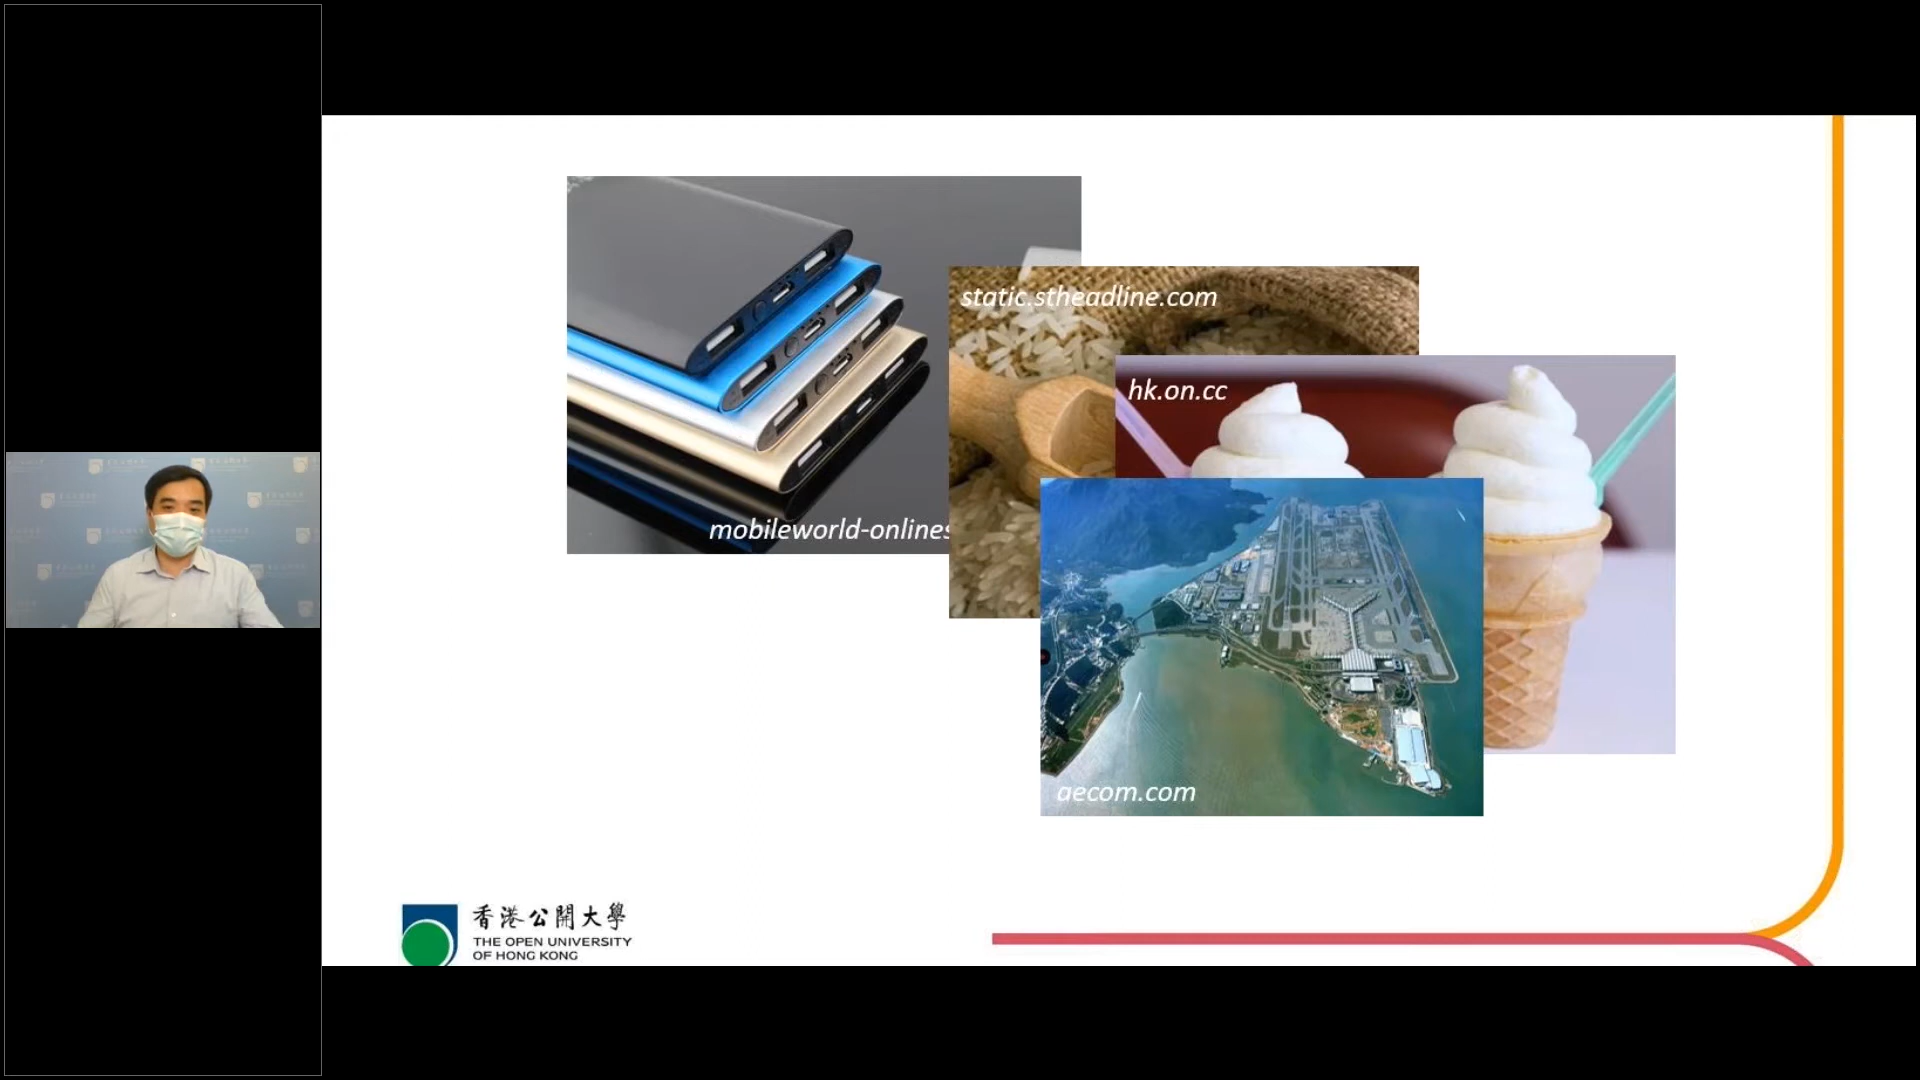 static.stheadline.com
hk.on.cc
mobileworld-onlines
aecom.com
香港公開大學
THE OPEN UNIVERSITY
OF HONG KONG